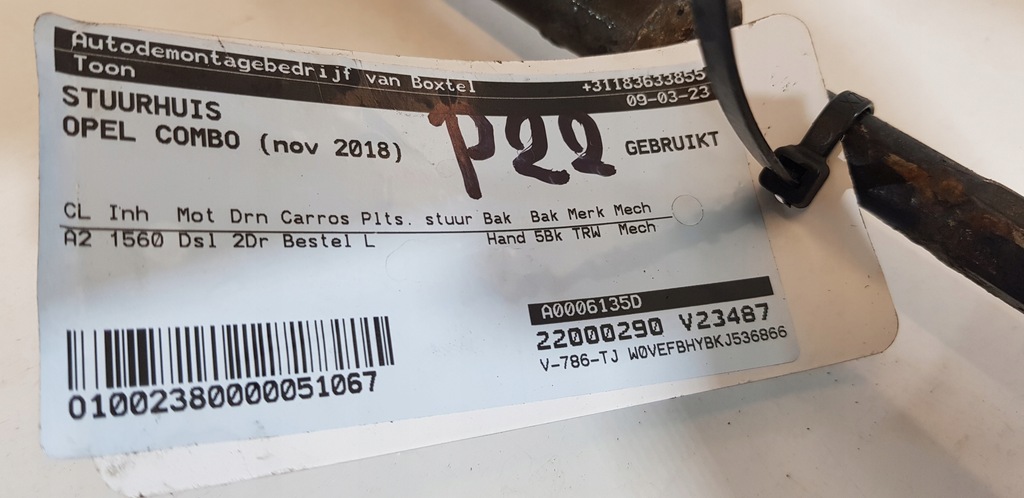 Autodemontagebedrijf van Boxtel +31183633855
Toon 09-03-23
STUURHUIS
OPEL COMBO (nov 2018) P22 GEBRUIKT
CL Inh Mot Drn Carros Plts. stuur Bak Bak Merk Mech
A2 1560 Dsl 2Dr Bestel L Hand 5Bk TRW Mech
A0006135D
22000290 V23487
V-786-TJ W0VEFBHYBKJ536866
01002380000051067